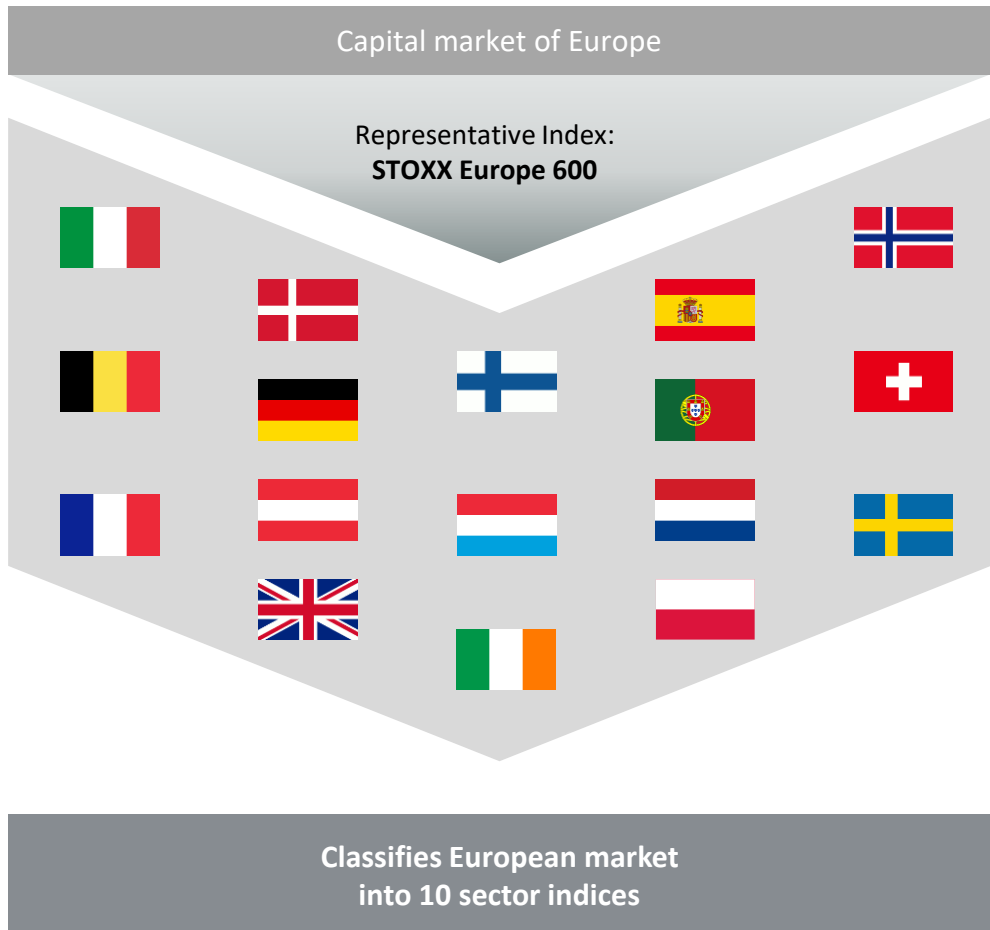 Capital market of Europe
Representative Index:
STOXX Europe 600
Classifies European market
into 10 sector indices